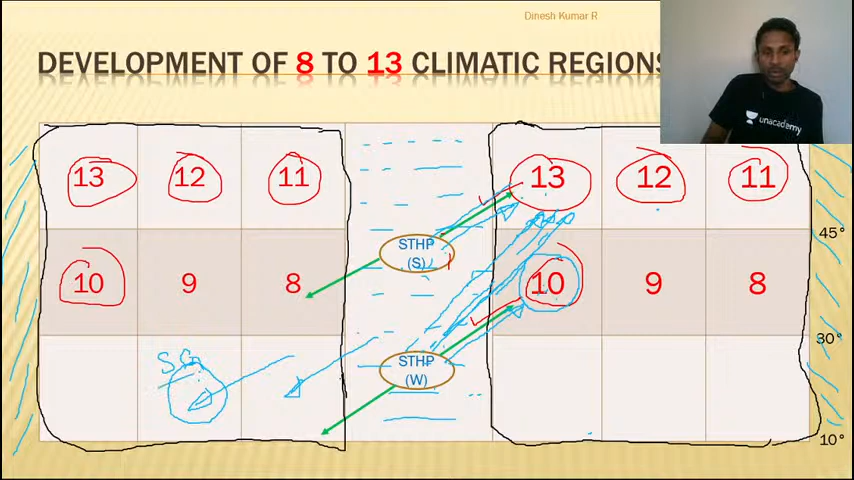 Dinesh Kumar R
DEVELOPMENT OF 8 TO 13 CLIMATIC REGIONS
unacademy
13 12 11 13 12 11
45°
STHP
(S)
10 9 8 10 9 8
30°
STHP
(W)
10°